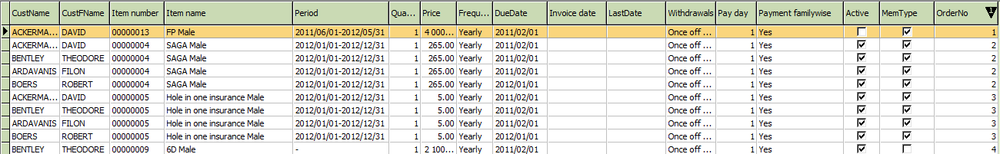 CustName CustFName Item number Item name Period Qua... Price Frequ... DueDate Invoice date LastDate Withdrawals Pay day Payment familywise Active MemType OrderNo 1
ACKERMA... DAVID 00000013 FP Male 2011/06/01-2012/05/31 1 4 000... Yearly 2011/02/01 Once off ... 1 Yes 1
ACKERMA... DAVID 00000004 SAGA Male 2012/01/01-2012/12/31 1 265.00 Yearly 2011/02/01 Once off ... 1 Yes 2
BENTLEY THEODORE 00000004 SAGA Male 2012/01/01-2012/12/31 1 265.00 Yearly 2011/02/01 Once off ... 1 Yes 2
ARDAVANIS FILON 00000004 SAGA Male 2012/01/01-2012/12/31 1 265.00 Yearly 2011/02/01 Once off ... 1 Yes 2
BOERS ROBERT 00000004 SAGA Male 2012/01/01-2012/12/31 1 265.00 Yearly 2012/01/01 Once off ... 1 Yes 2
ACKERMA... DAVID 00000005 Hole in one insurance Male 2012/01/01-2012/12/31 1 5.00 Yearly 2011/02/01 Once off ... 1 Yes 3
BENTLEY THEODORE 00000005 Hole in one insurance Male 2012/01/01-2012/12/31 1 5.00 Yearly 2011/02/01 Once off ... 1 Yes 3
ARDAVANIS FILON 00000005 Hole in one insurance Male 2012/01/01-2012/12/31 1 5.00 Yearly 2011/02/01 Once off ... 1 Yes 3
BOERS ROBERT 00000005 Hole in one insurance Male 2012/01/01-2012/12/31 1 5.00 Yearly 2012/01/01 Once off ... 1 Yes 3
BENTLEY THEODORE 00000009 6D Male - 1 2 100... Yearly 2011/02/01 Once off ... 1 Yes 4